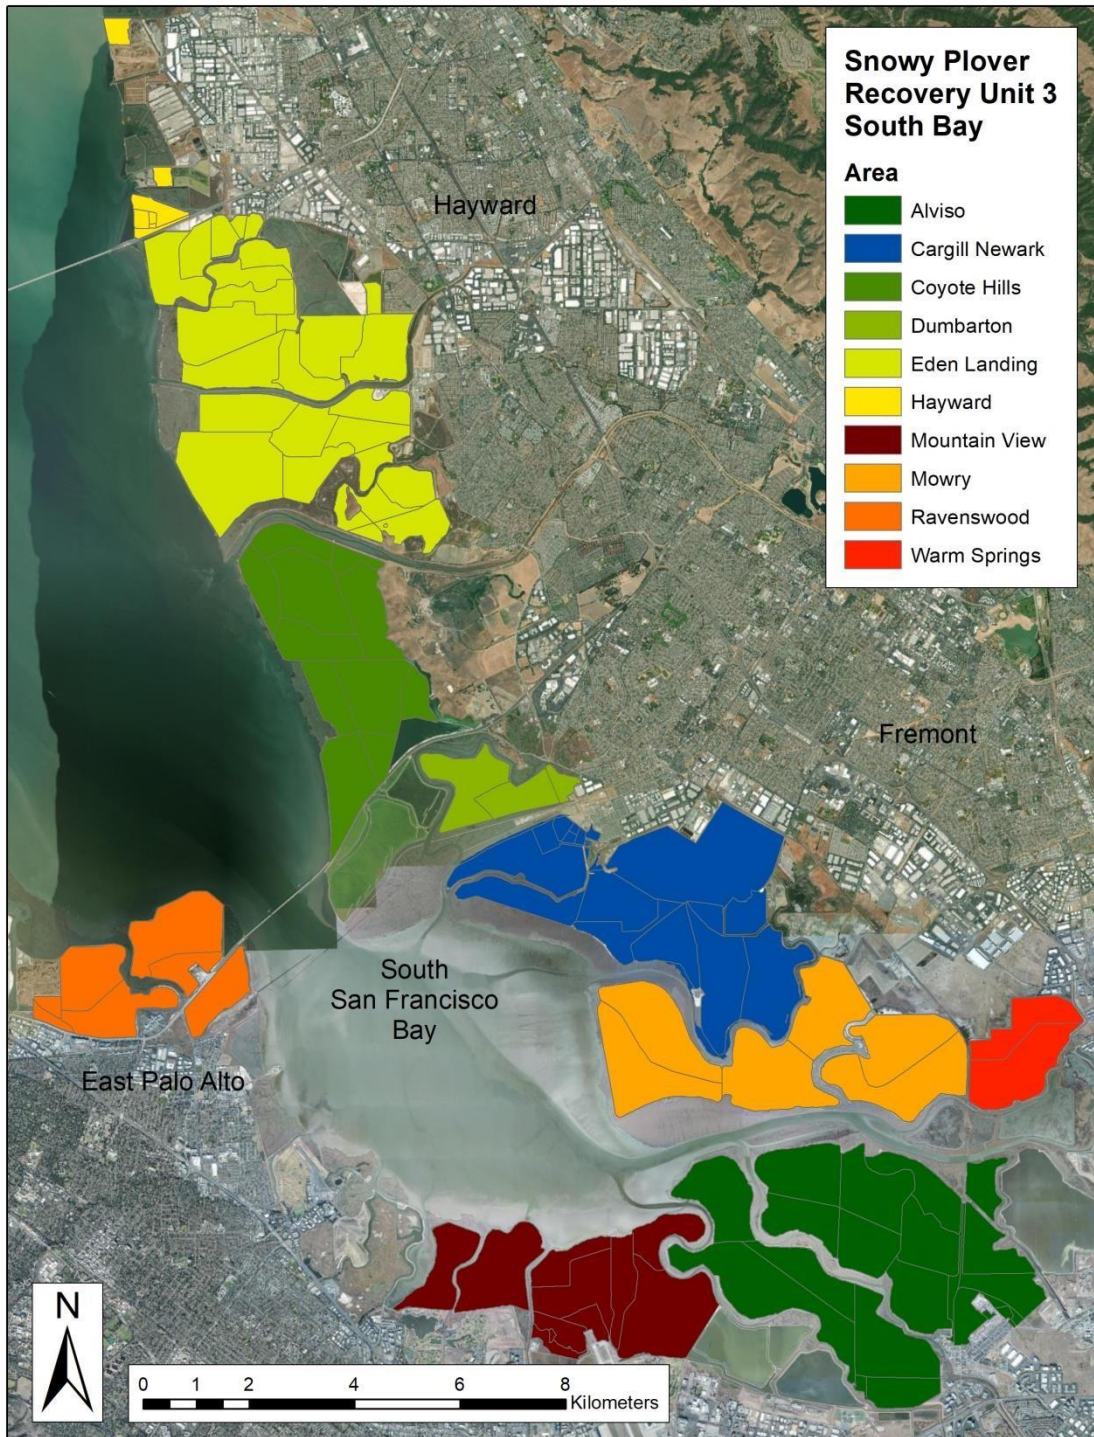 Snowy Plover
Recovery Unit 3
South Bay
Area
Alviso
Cargill Newark
Coyote Hills
Dumbarton
Eden Landing
Hayward
Mountain View
Mowry
Ravenswood
Warm Springs
Hayward
Fremont
South
San Francisco
Bay
East Palo Alto
N
0 1 2 4 6 8
Kilometers